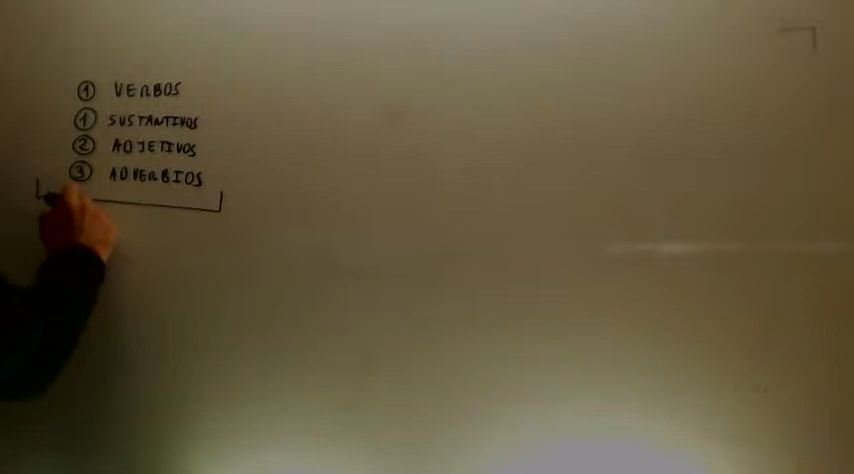 ① VERBOS
① SUSTANTIVOS
② ADJETIVOS
③ ADVERBIOS